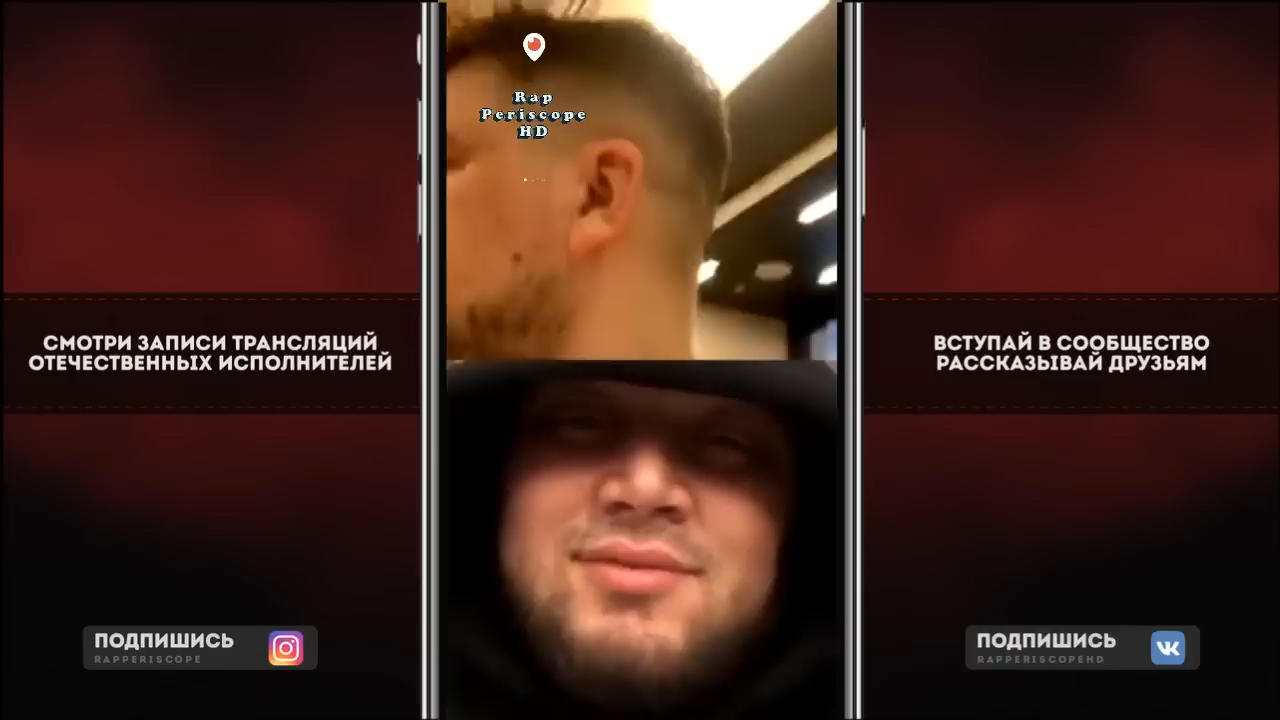 Rap
Periscope
HD
СМОТРИ ЗАПИСИ ТРАНСЛЯЦИЙ
ОТЕЧЕСТВЕННЫХ ИСПОЛНИТЕЛЕЙ
ВСТУПАЙ В СООБЩЕСТВО
РАССКАЗЫВАЙ ДРУЗЬЯМ
ПОДПИШИСЬ
RAPPERISCOPE
ПОДПИШИСЬ
RAPPERISCOPEHD